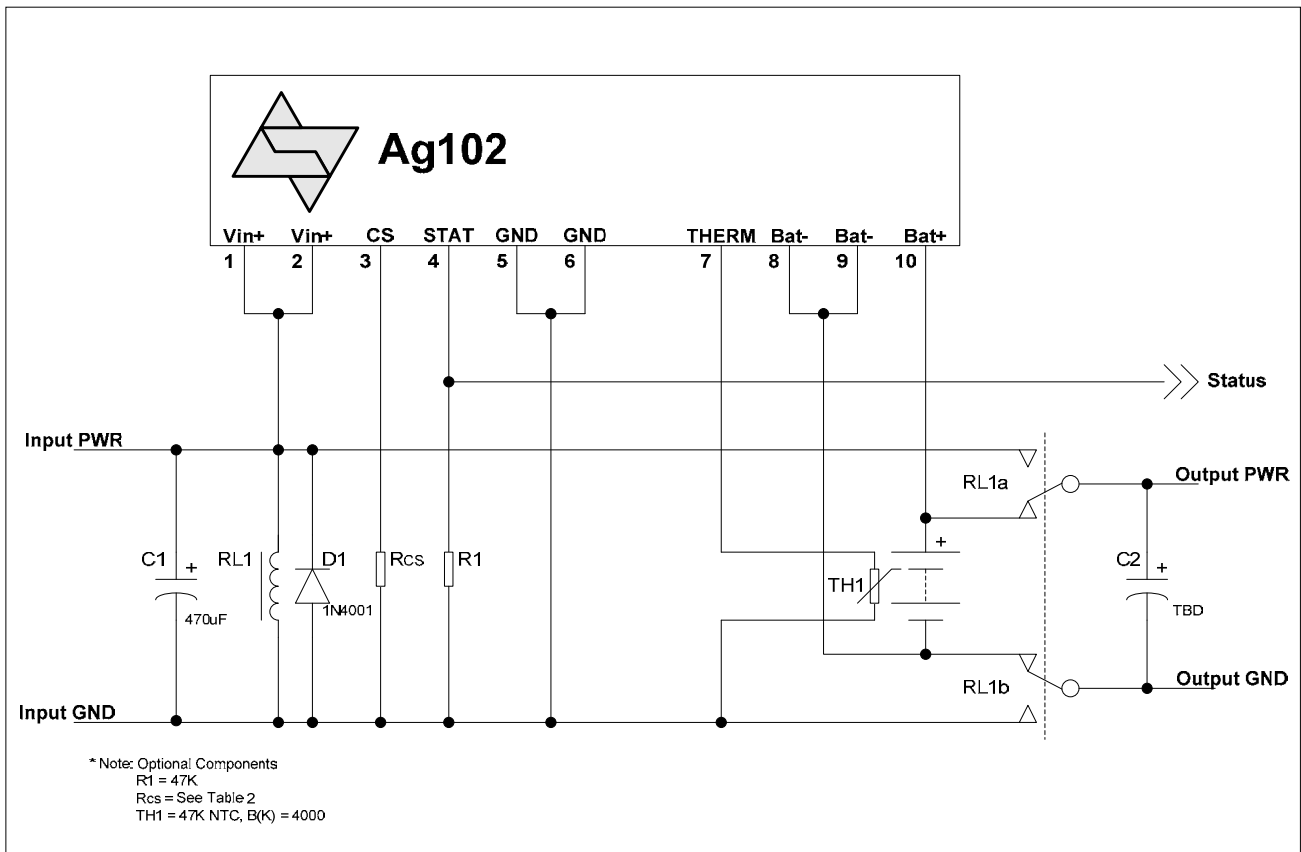 Ag102
Vin+ Vin+ CS STAT GND GND THERM Bat- Bat- Bat+
1 2 3 4 5 6 7 8 9 10
Status
Input PWR
RL1a
Output PWR
C1 + RL1 D1 Rcs R1 + C2 +
TH1
470uF 1N4001 TBD
RL1b
Output GND
Input GND
* Note: Optional Components
R1 = 47K
Rcs = See Table 2
TH1 = 47K NTC, B(K) = 4000